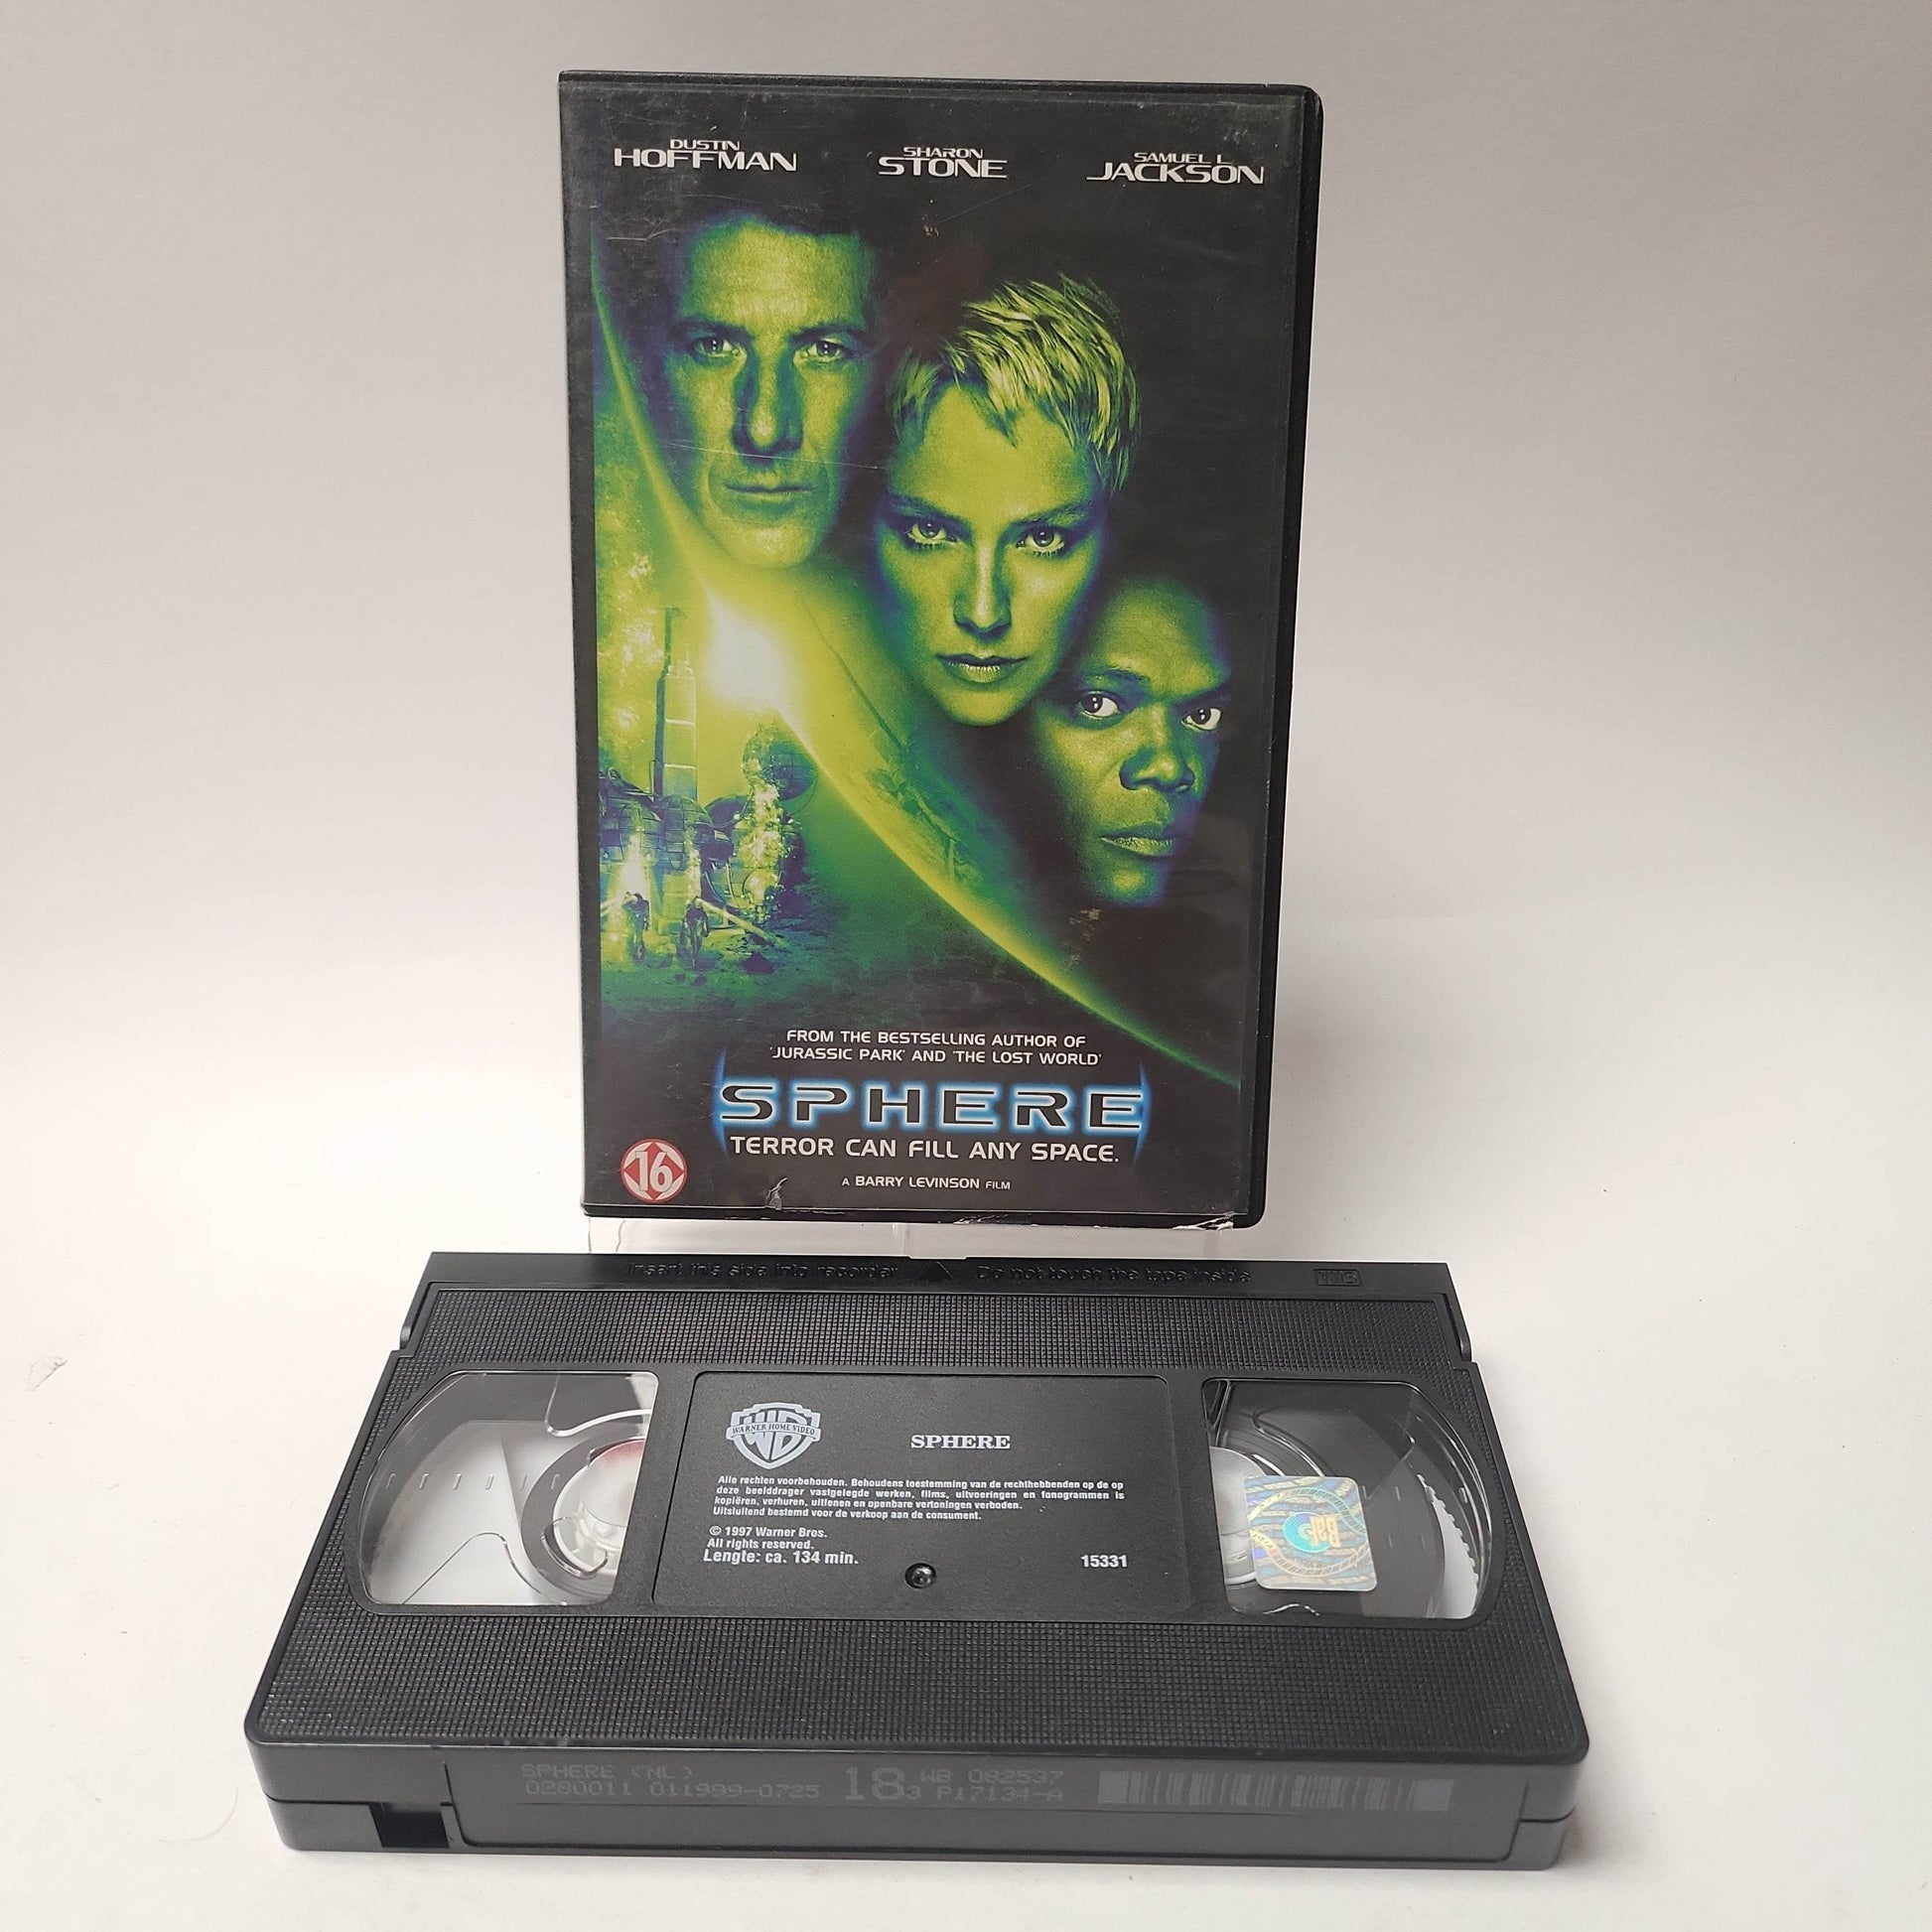 DUSTIN HOFFMAN
SHARON STONE
SAMUEL L. JACKSON
FROM THE BESTSELLING AUTHOR OF
'JURASSIC PARK' AND 'THE LOST WORLD'
SPHERE
TERROR CAN FILL ANY SPACE.
16
A BARRY LEVINSON FILM
Insert this side into recorder
Do not touch the tape inside
VHS
WARNER HOME VIDEO
SPHERE
Alle rechten voorbehouden. Behoudens toestemming van de rechthebbenden op de op
deze beelddrager vastgelegde werken, films, uitvoeringen en fonogrammen is
kopiëren, verhuren, uitlenen en openbare vertoningen verboden.
Uitsluitend bestemd voor de verkoop aan de consument.
© 1997 Warner Bros.
All rights reserved.
Lengte: ca. 134 min.
15331
SPHERE (NL)
0280011 011999-0725
183
WB 082537
P17134-A